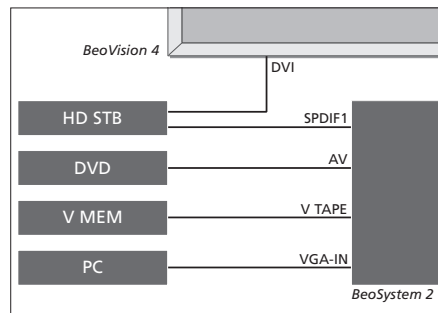 BeoVision 4
DVI
HD STB
SPDIF1
DVD
AV
V MEM
V TAPE
PC
VGA-IN
BeoSystem 2